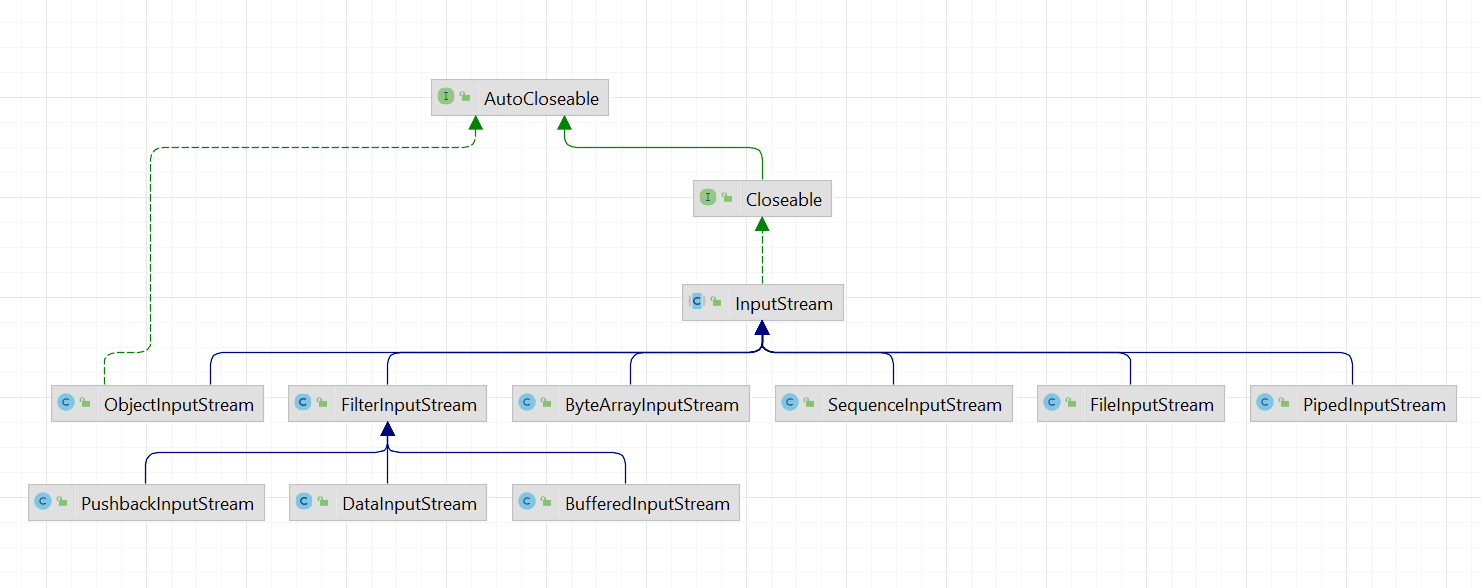 AutoCloseable
Closeable
InputStream
ObjectInputStream
FilterInputStream
ByteArrayInputStream
SequenceInputStream
FileInputStream
PipedInputStream
PushbackInputStream
DataInputStream
BufferedInputStream